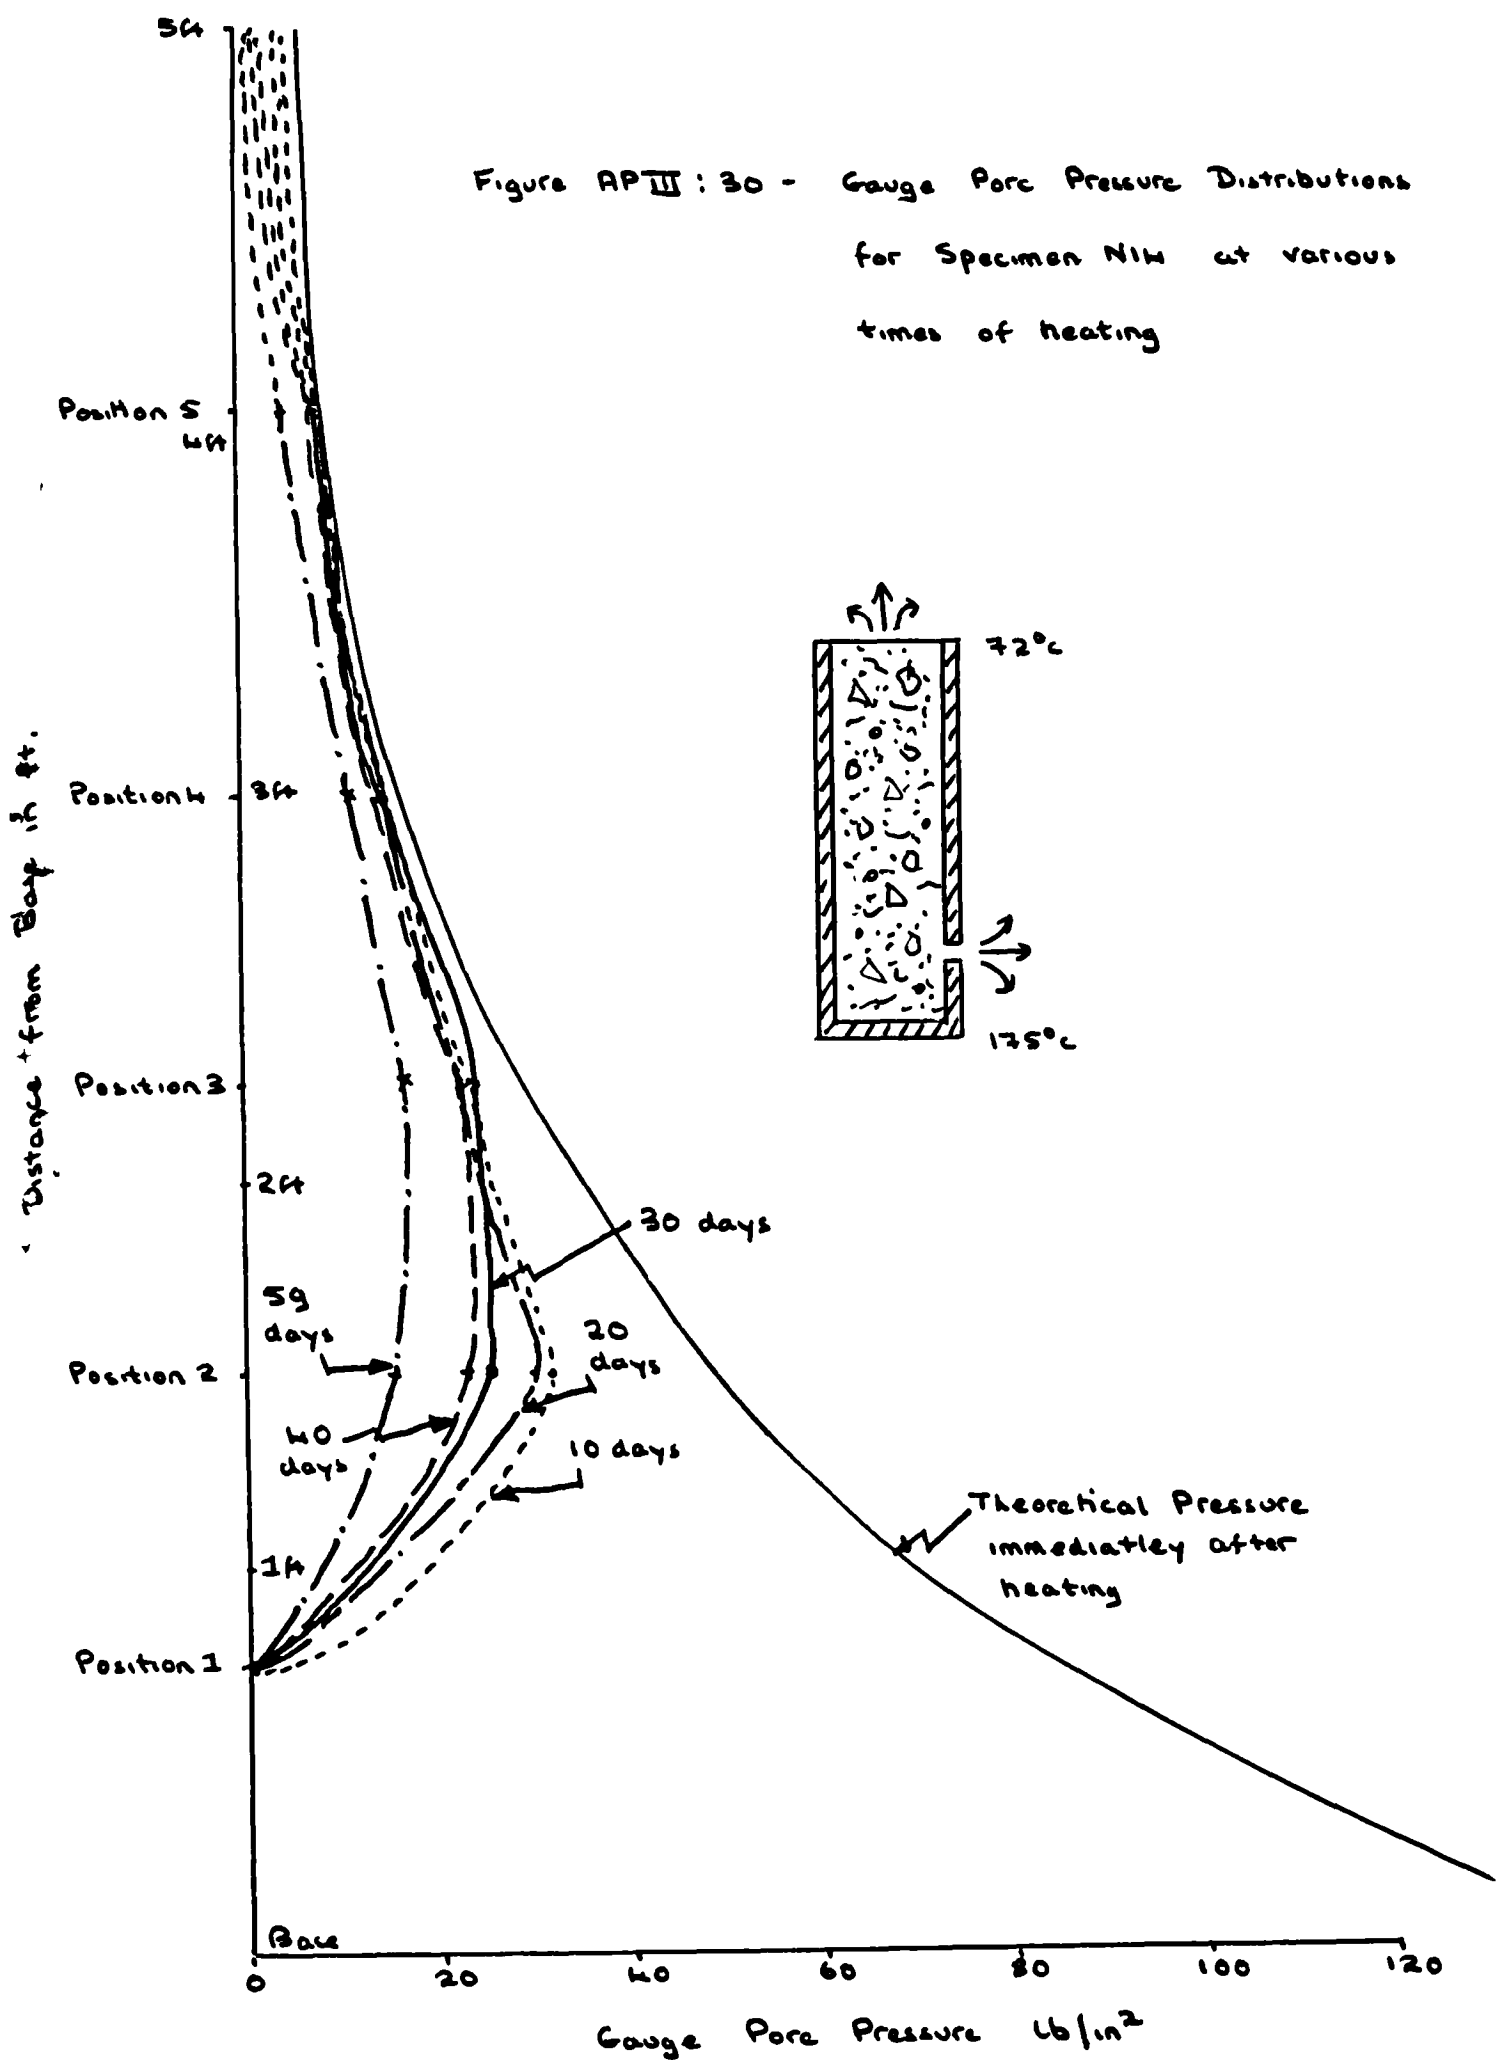 5ft
Figure AP III : 30 - Gauge Pore Pressure Distributions
for Specimen N1W at various
times of heating
Position 5
4ft
72°c
Position 4
3ft
175°c
Position 3
2ft
30 days
59
days
20
days
Position 2
40
days
10 days
Theoretical Pressure
immediatley after
heating
1ft
Position 1
Base
0 20 40 60 80 100 120
Gauge Pore Pressure lb/in²
Distance from Base in ft.